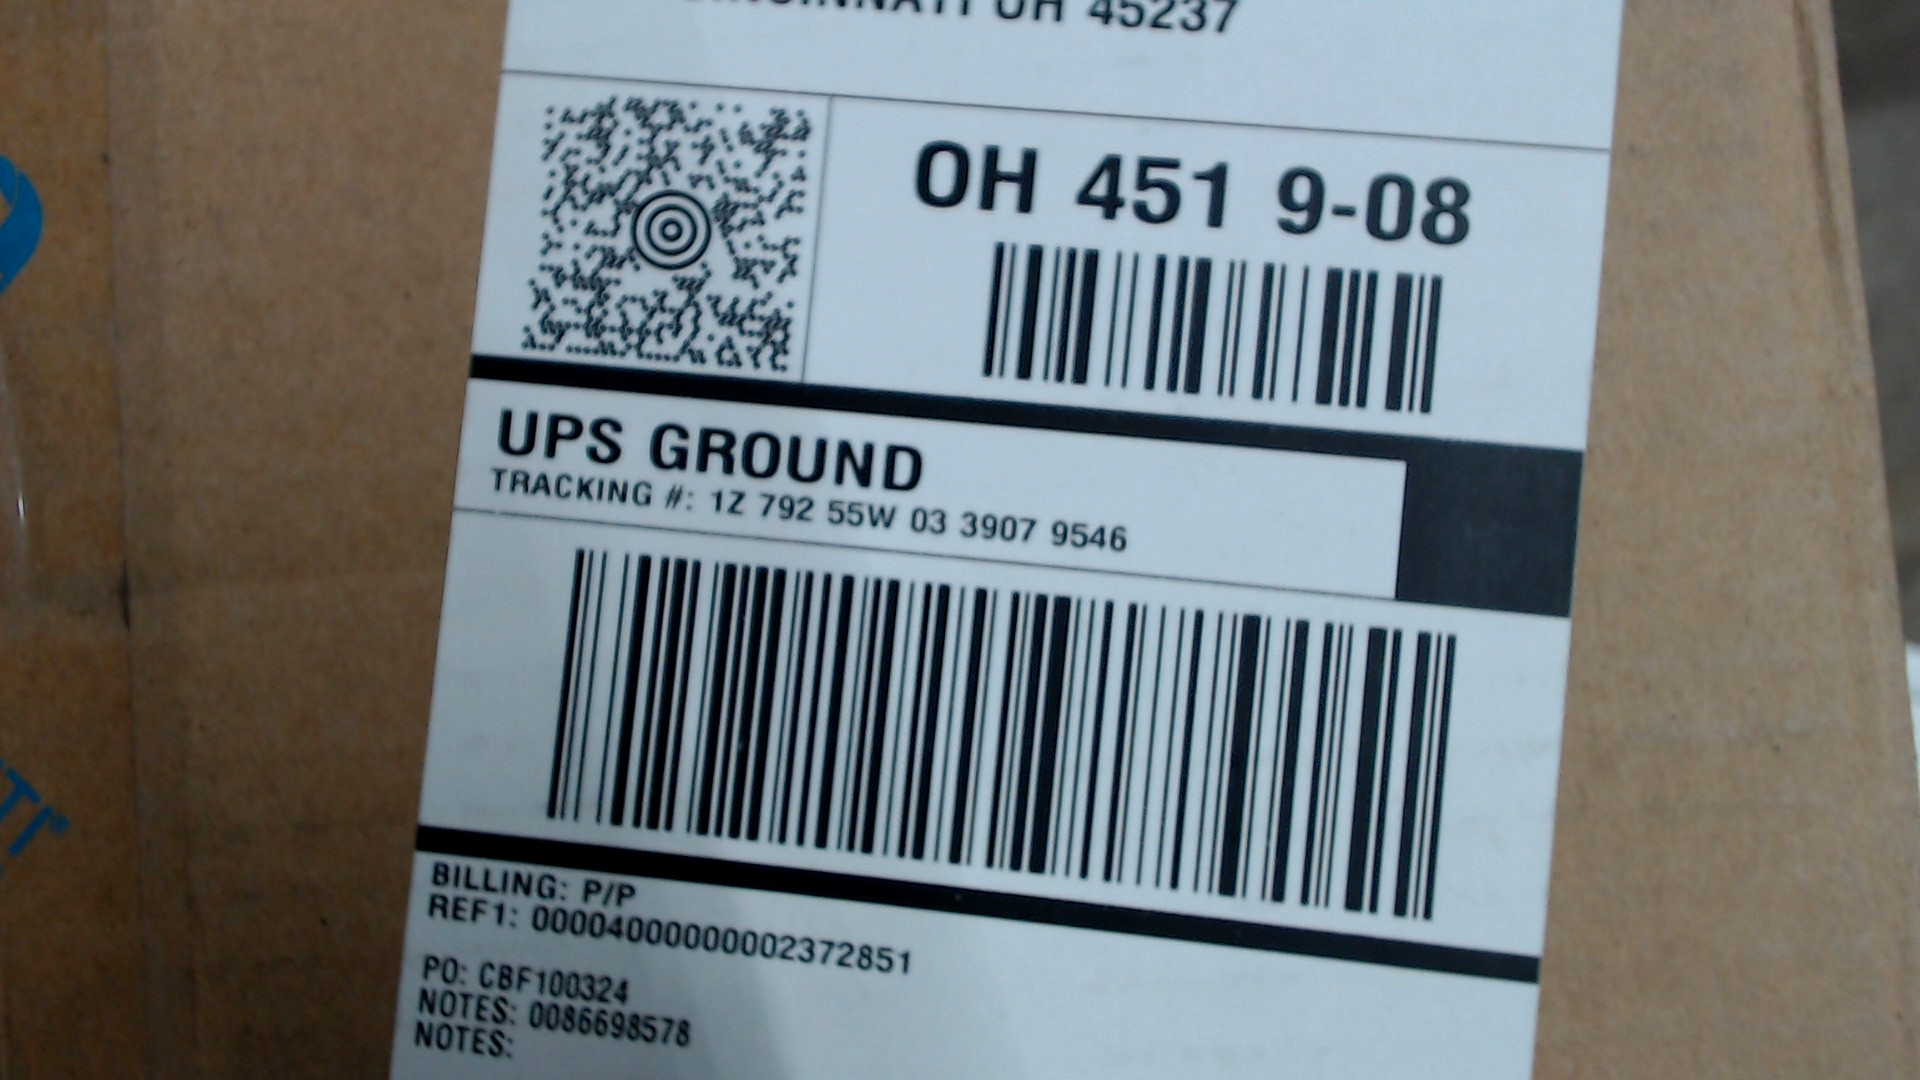 CINCINNATI OH 45237
OH 451 9-08
UPS GROUND
TRACKING #: 1Z 792 55W 03 3907 9546
BILLING: P/P
REF1: 00004000000002372851
PO: CBF100324
NOTES: 0086698578
NOTES: